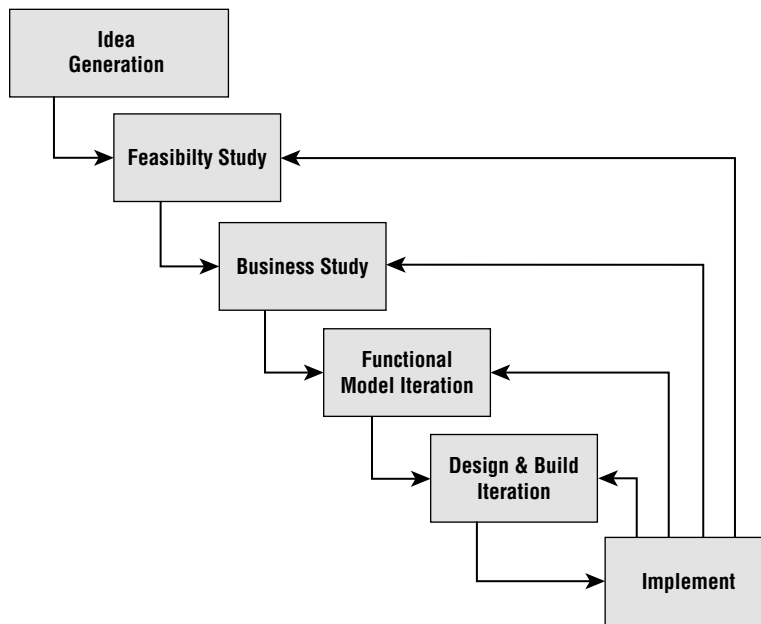 Idea
Generation
Feasibilty Study
Business Study
Functional
Model Iteration
Design & Build
Iteration
Implement